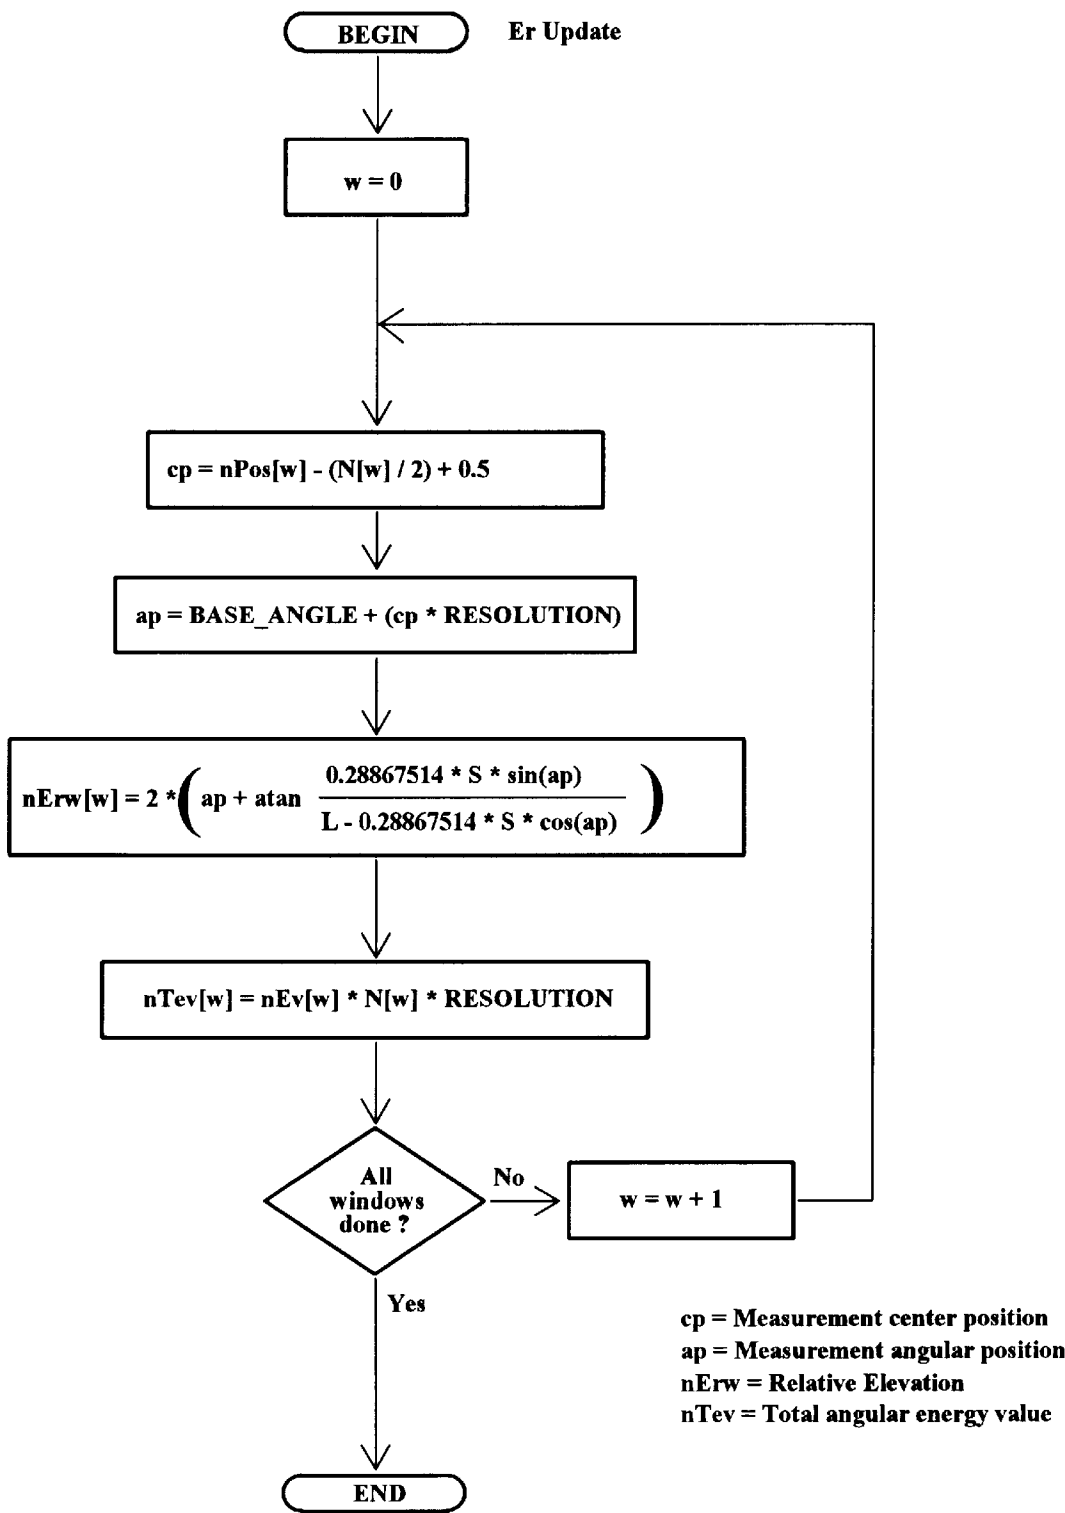 BEGIN
Er Update
w = 0
cp = nPos[w] - (N[w] / 2) + 0.5
ap = BASE_ANGLE + (cp * RESOLUTION)
0.28867514 * S * sin(ap)
nErw[w] = 2 * ( ap + atan )
L - 0.28867514 * S * cos(ap)
nTev[w] = nEv[w] * N[w] * RESOLUTION
All
windows
done ?
No
w = w + 1
Yes
cp = Measurement center position
ap = Measurement angular position
nErw = Relative Elevation
nTev = Total angular energy value
END